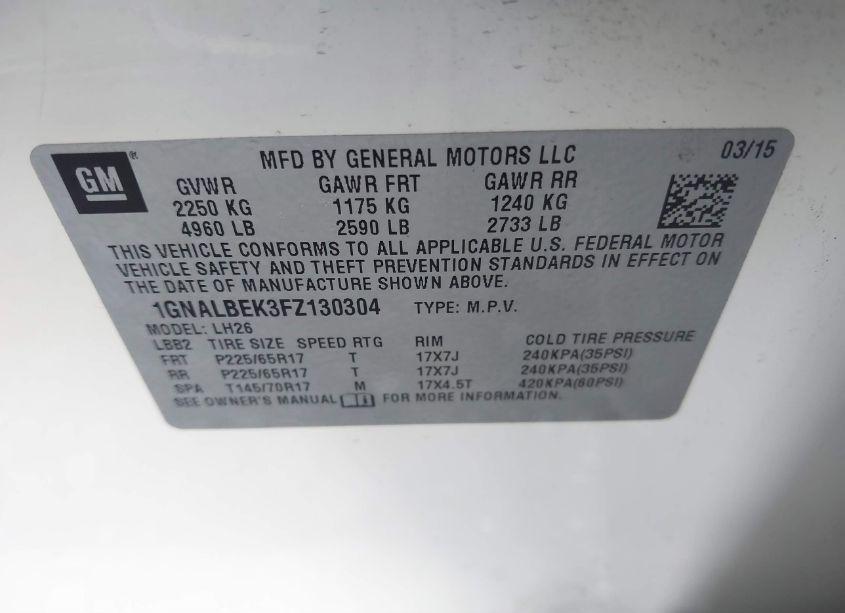 GM® MFD BY GENERAL MOTORS LLC 03/15
GVWR GAWR FRT GAWR RR
2250 KG 1175 KG 1240 KG
4960 LB 2590 LB 2733 LB
THIS VEHICLE CONFORMS TO ALL APPLICABLE U.S. FEDERAL MOTOR
VEHICLE SAFETY AND THEFT PREVENTION STANDARDS IN EFFECT ON
THE DATE OF MANUFACTURE SHOWN ABOVE.
1GNALBEK3FZ130304 TYPE: M.P.V.
MODEL: LH26
LBB2 TIRE SIZE SPEED RTG RIM COLD TIRE PRESSURE
FRT P225/65R17 T 17X7J 240KPA(35PSI)
RR P225/65R17 T 17X7J 240KPA(35PSI)
SPA T145/70R17 M 17X4.5T 420KPA(60PSI)
SEE OWNER'S MANUAL FOR MORE INFORMATION.